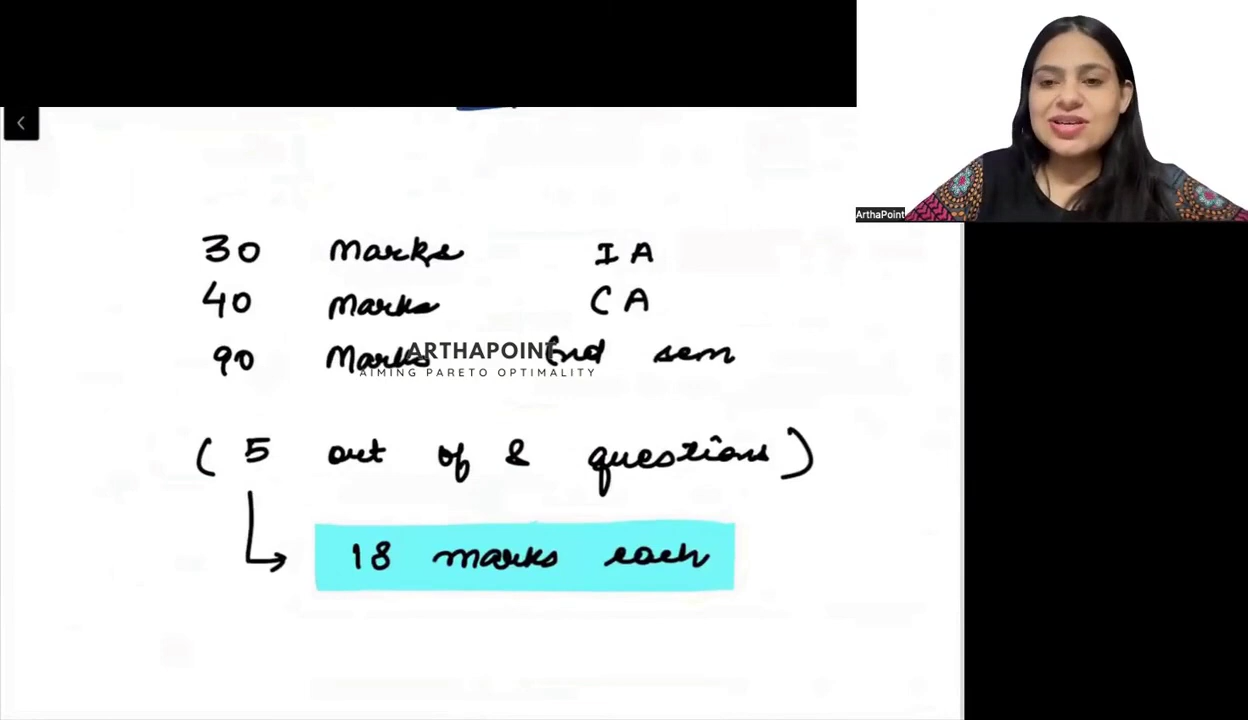 ArthaPoint
30 Marks IA
40 Marks CA
90 Marks End sem
ARTHAPOINT
AIMING PARETO OPTIMALITY
( 5 out of 8 questions )
18 marks each